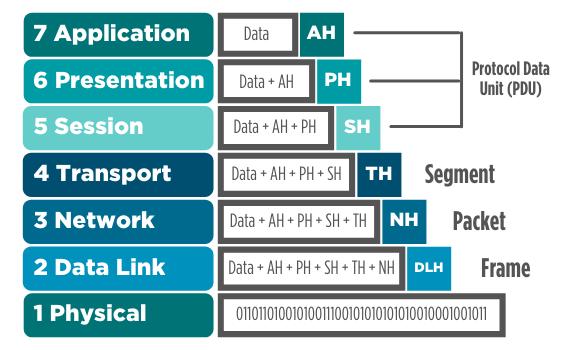 7 Application Data AH
6 Presentation Data + AH PH
Protocol Data
Unit (PDU)
5 Session Data + AH + PH SH
4 Transport Data + AH + PH + SH TH Segment
3 Network Data + AH + PH + SH + TH NH Packet
2 Data Link Data + AH + PH + SH + TH + NH DLH Frame
1 Physical 01101101001010011100101010101010010001001011